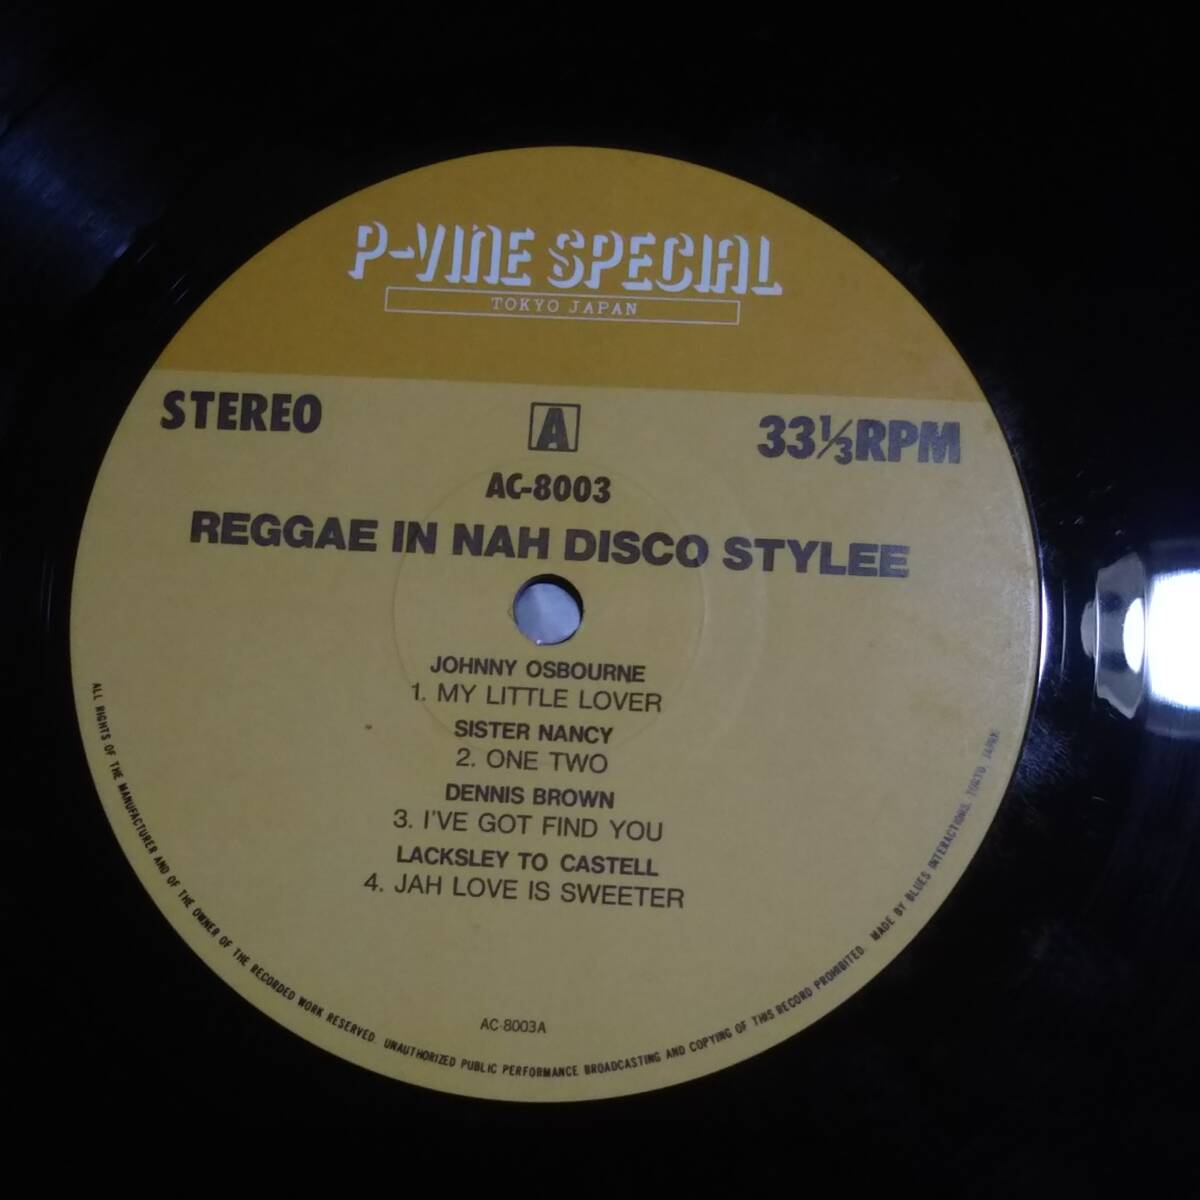 P-VINE SPECIAL
TOKYO JAPAN
STEREO
A
33⅓RPM
AC-8003
REGGAE IN NAH DISCO STYLEE
JOHNNY OSBOURNE
1. MY LITTLE LOVER
SISTER NANCY
2. ONE TWO
DENNIS BROWN
3. I'VE GOT FIND YOU
LACKSLEY TO CASTELL
4. JAH LOVE IS SWEETER
AC-8003A
ALL RIGHTS OF THE MANUFACTURER AND OF THE OWNER OF THE RECORDED WORK RESERVED. UNAUTHORIZED PUBLIC PERFORMANCE BROADCASTING AND COPYING OF THIS RECORD PROHIBITED. MADE BY BLUES INTERACTIONS, TOKYO JAPAN